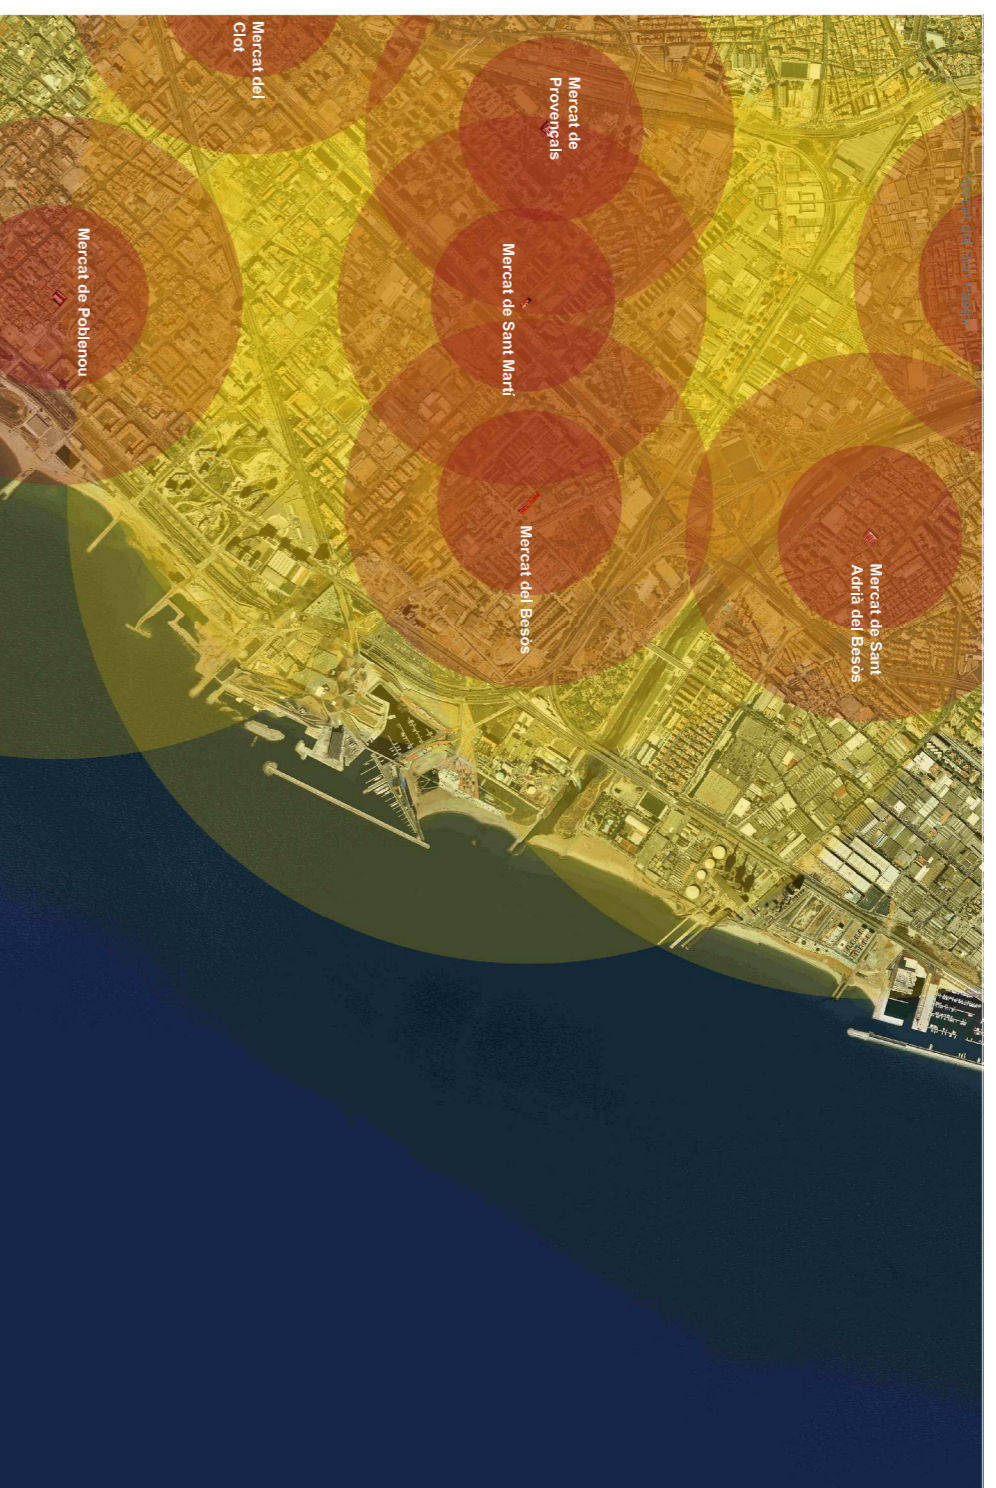 Mercat del
Clot
Mercat de
Provençals
Mercat de Poblenou
Mercat de Sant Martí
Mercat del Besòs
Mercat de Sant
Adrià del Besòs